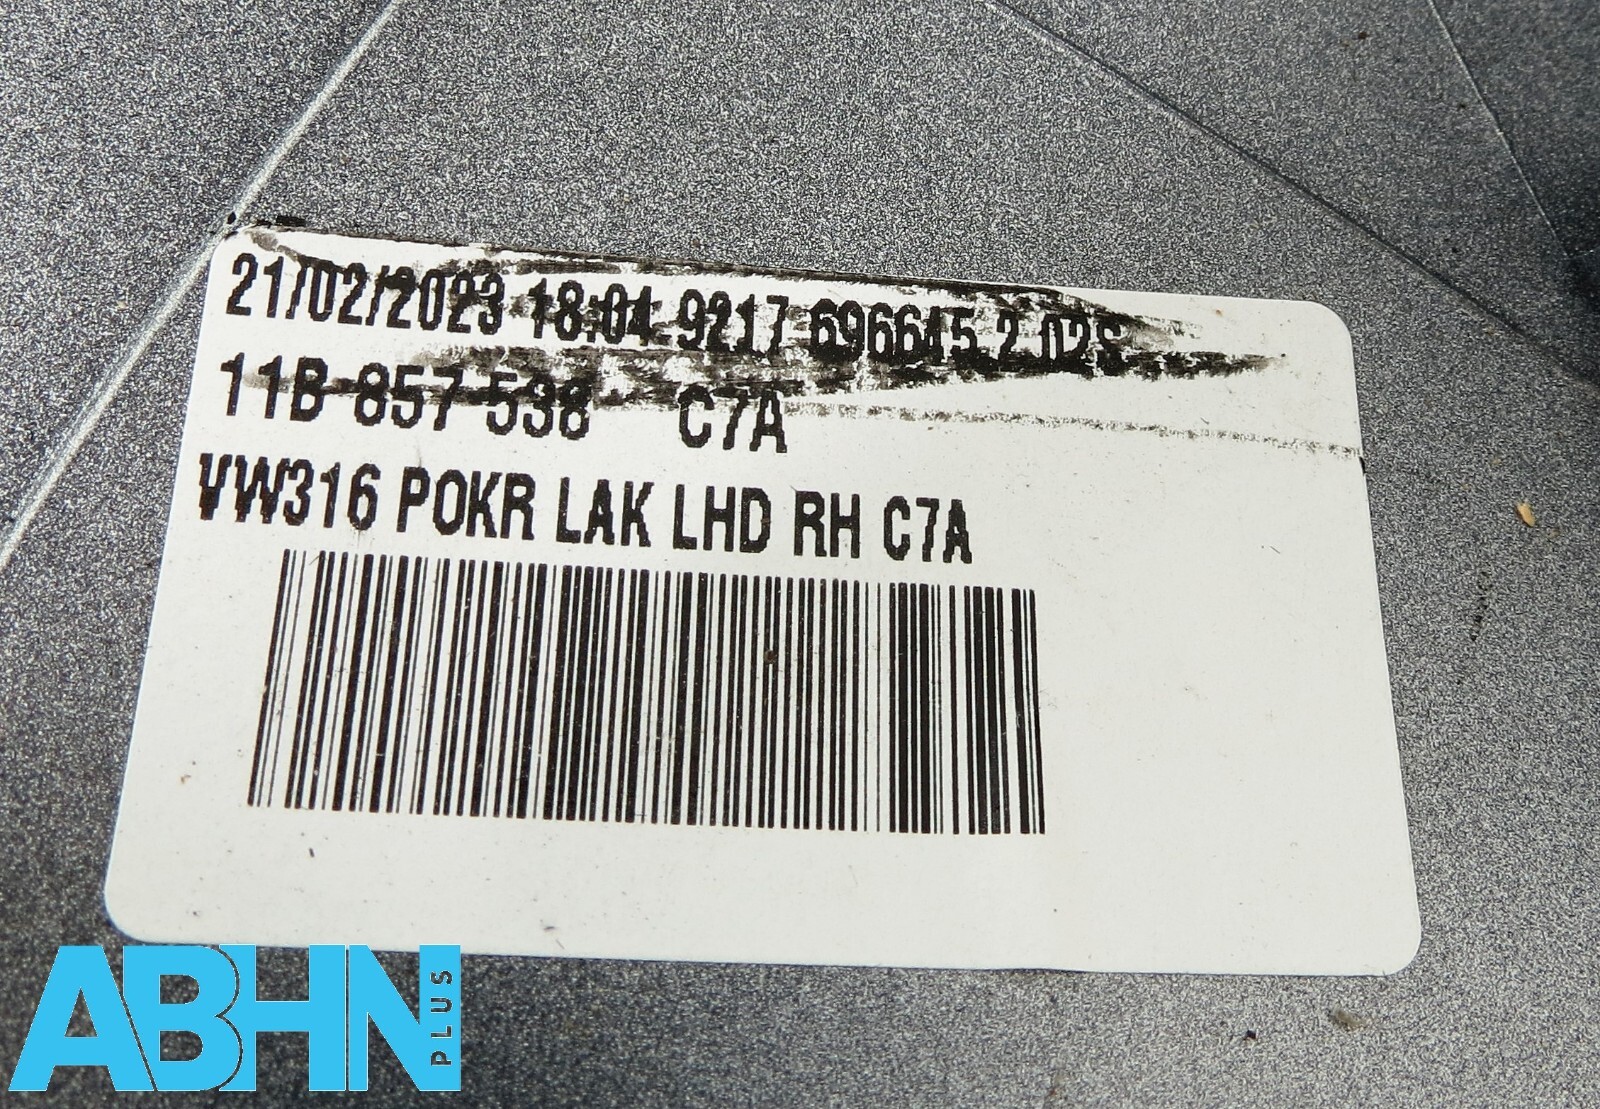 21/02/2023 18:04 9217 696615 2 02S
11B 857 538 C7A
VW316 POKR LAK LHD RH C7A
ABHN
PLUS